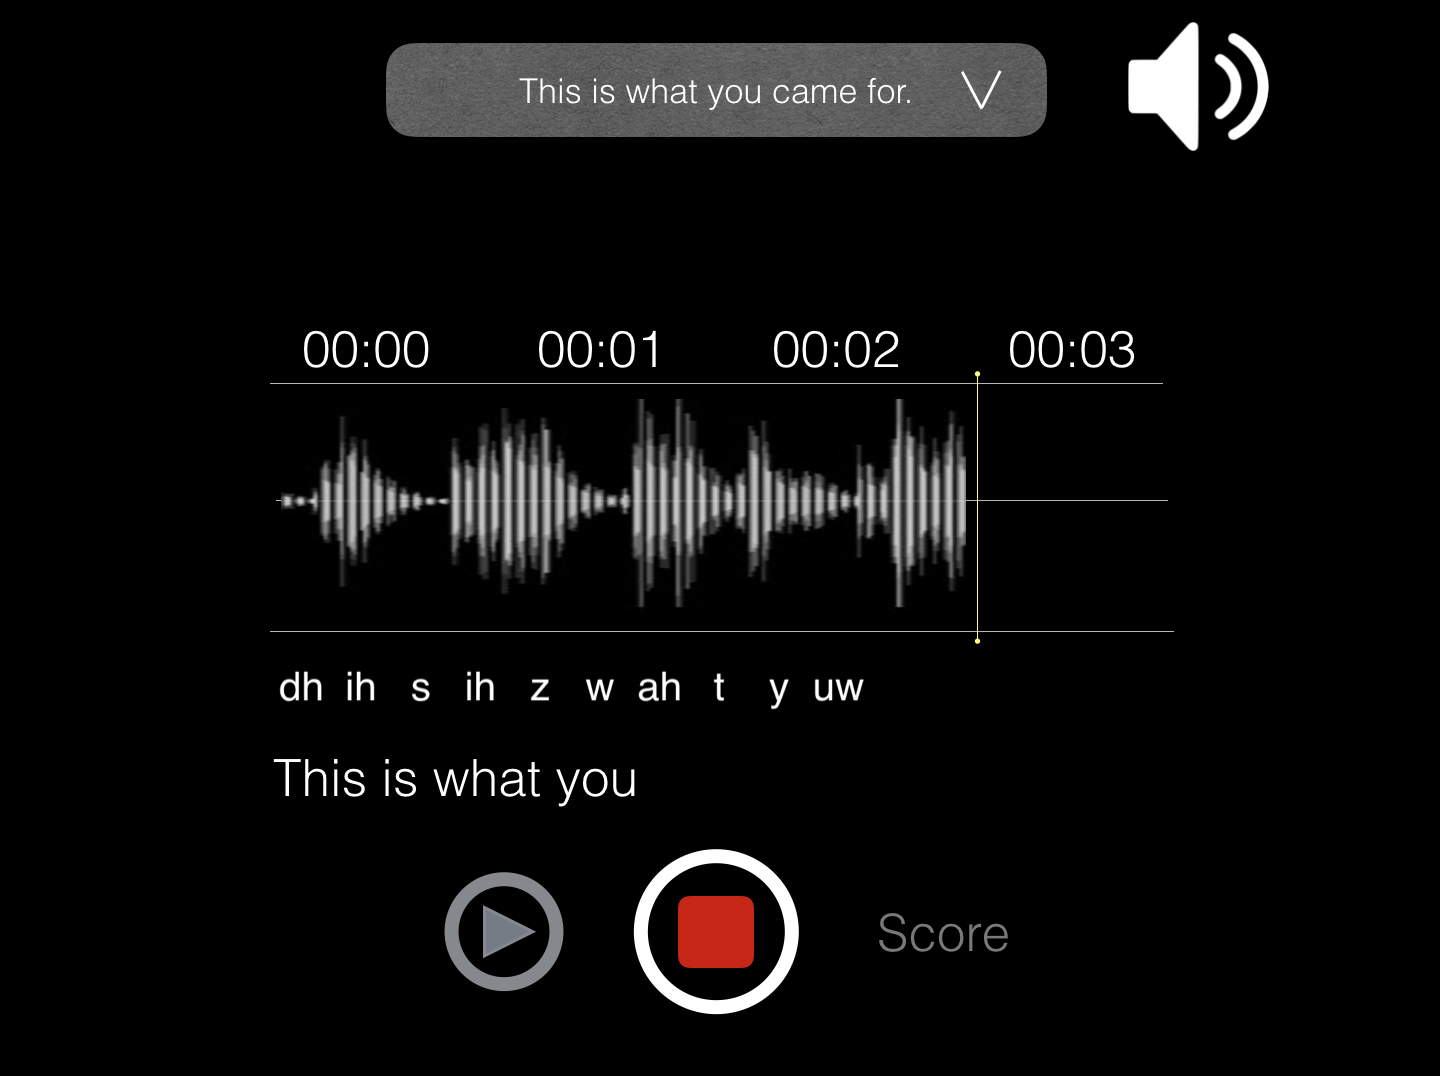 This is what you came for.
00:00 00:01 00:02 00:03
dh ih s ih z w ah t y uw
This is what you
Score